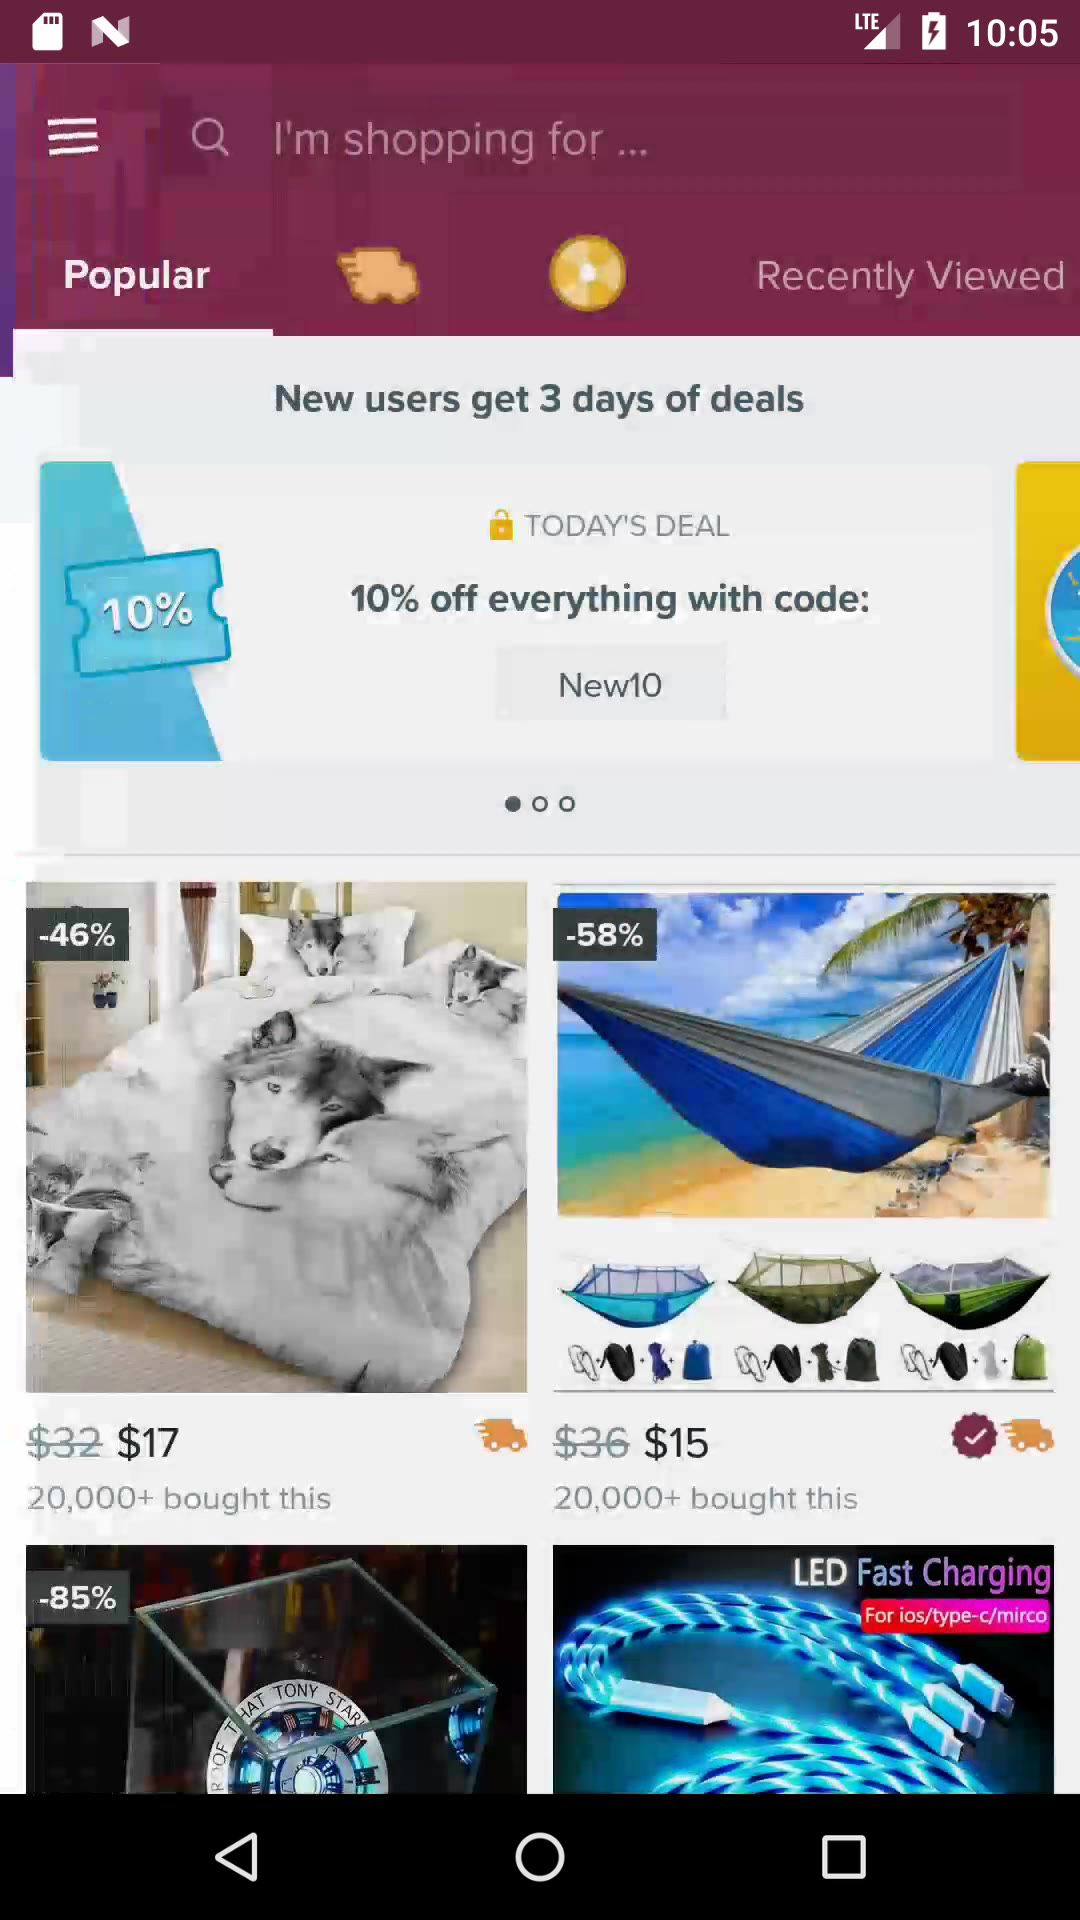 LTE 10:05
I'm shopping for ...
Popular
Recently Viewed
New users get 3 days of deals
TODAY'S DEAL
10%
10% off everything with code:
New10
-46%
-58%
$32 $17
$36 $15
20,000+ bought this
20,000+ bought this
-85%
LED Fast Charging
For ios/type-c/mirco
THAT TONY STAR